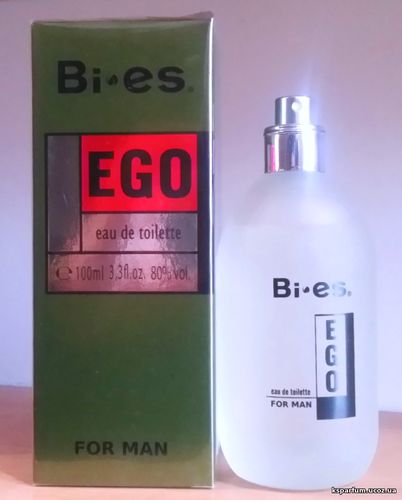 Bi·es®
EGO
eau de toilette
℮ 100ml 3,3fl.oz. 80%vol.
FOR MAN
Bi·es®
EGO
eau de toilette
FOR MAN
www.ksparfum.ucoz.ua